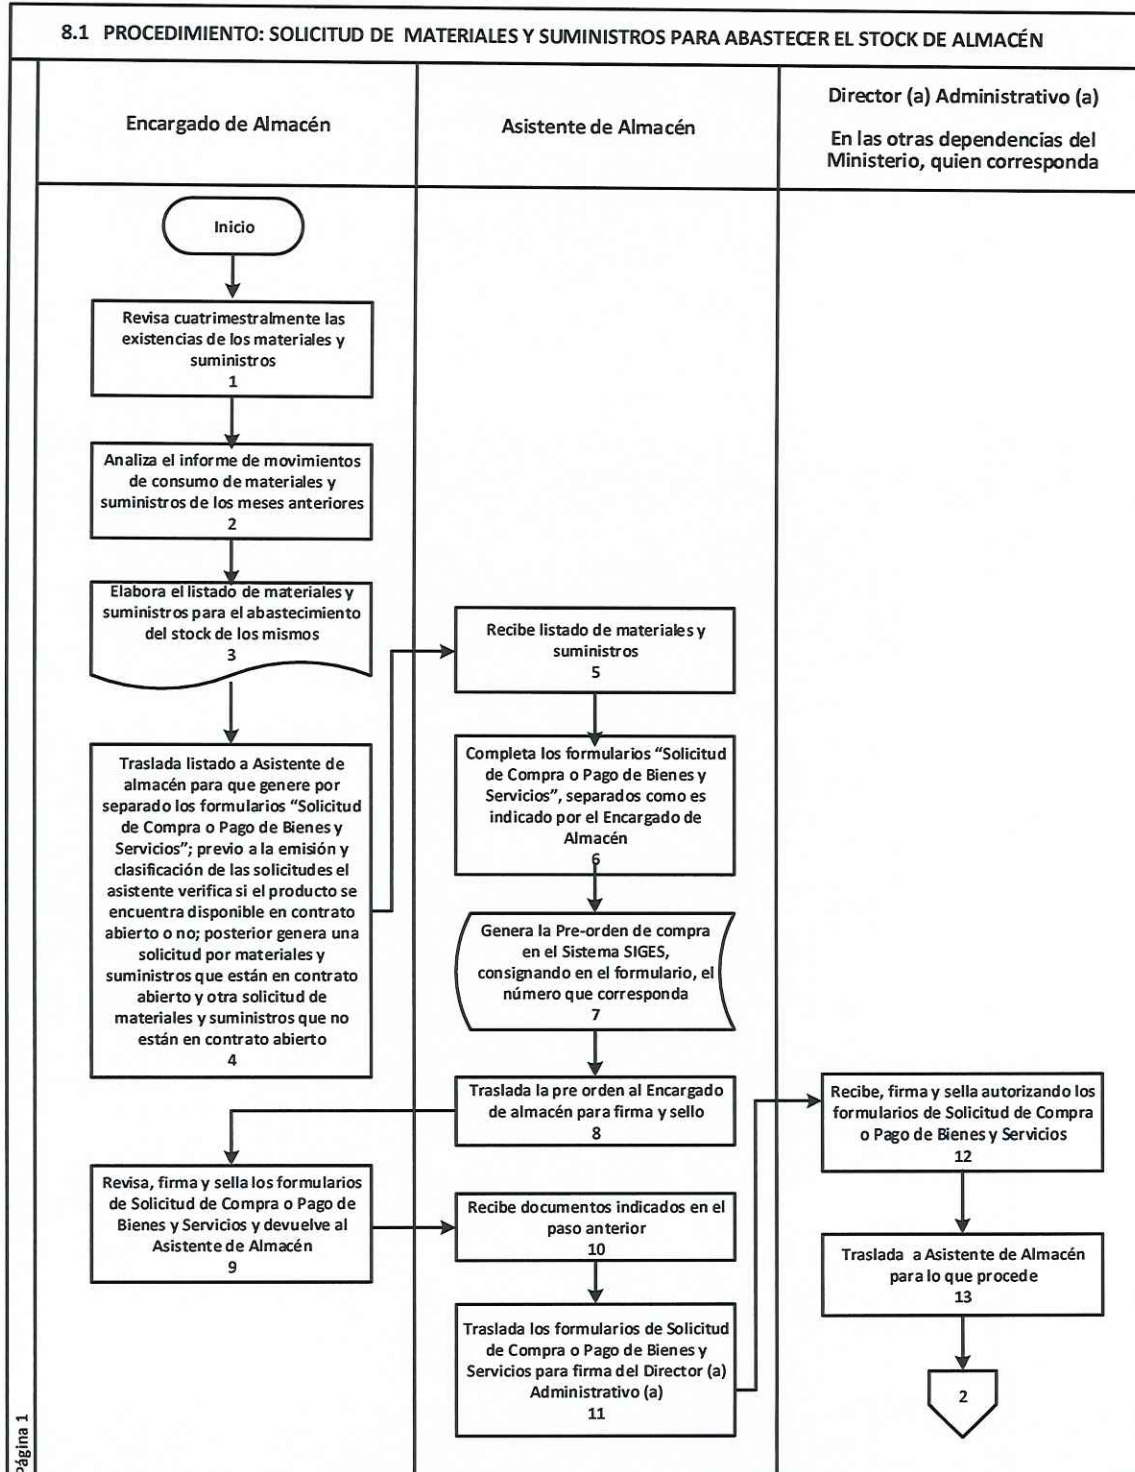 8.1 PROCEDIMIENTO: SOLICITUD DE MATERIALES Y SUMINISTROS PARA ABASTECER EL STOCK DE ALMACÉN
Encargado de Almacén
Asistente de Almacén
Director (a) Administrativo (a)
En las otras dependencias del
Ministerio, quien corresponda
Inicio
Revisa cuatrimestralmente las
existencias de los materiales y
suministros
1
Analiza el informe de movimientos
de consumo de materiales y
suministros de los meses anteriores
2
Elabora el listado de materiales y
suministros para el abastecimiento
del stock de los mismos
3
Traslada listado a Asistente de
almacén para que genere por
separado los formularios “Solicitud
de Compra o Pago de Bienes y
Servicios”; previo a la emisión y
clasificación de las solicitudes el
asistente verifica si el producto se
encuentra disponible en contrato
abierto o no; posterior genera una
solicitud por materiales y
suministros que están en contrato
abierto y otra solicitud de
materiales y suministros que no
están en contrato abierto
4
Recibe listado de materiales y
suministros
5
Completa los formularios “Solicitud
de Compra o Pago de Bienes y
Servicios”, separados como es
indicado por el Encargado de
Almacén
6
Genera la Pre-orden de compra
en el Sistema SIGES,
consignando en el formulario, el
número que corresponda
7
Traslada la pre orden al Encargado
de almacén para firma y sello
8
Revisa, firma y sella los formularios
de Solicitud de Compra o Pago de
Bienes y Servicios y devuelve al
Asistente de Almacén
9
Recibe documentos indicados en el
paso anterior
10
Traslada los formularios de Solicitud
de Compra o Pago de Bienes y
Servicios para firma del Director (a)
Administrativo (a)
11
Recibe, firma y sella autorizando los
formularios de Solicitud de Compra
o Pago de Bienes y Servicios
12
Traslada a Asistente de Almacén
para lo que procede
13
2
Página 1